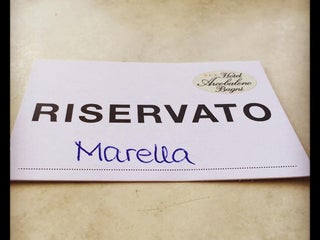 Hotel
Arcobaleno
Bagni
RISERVATO
Marella